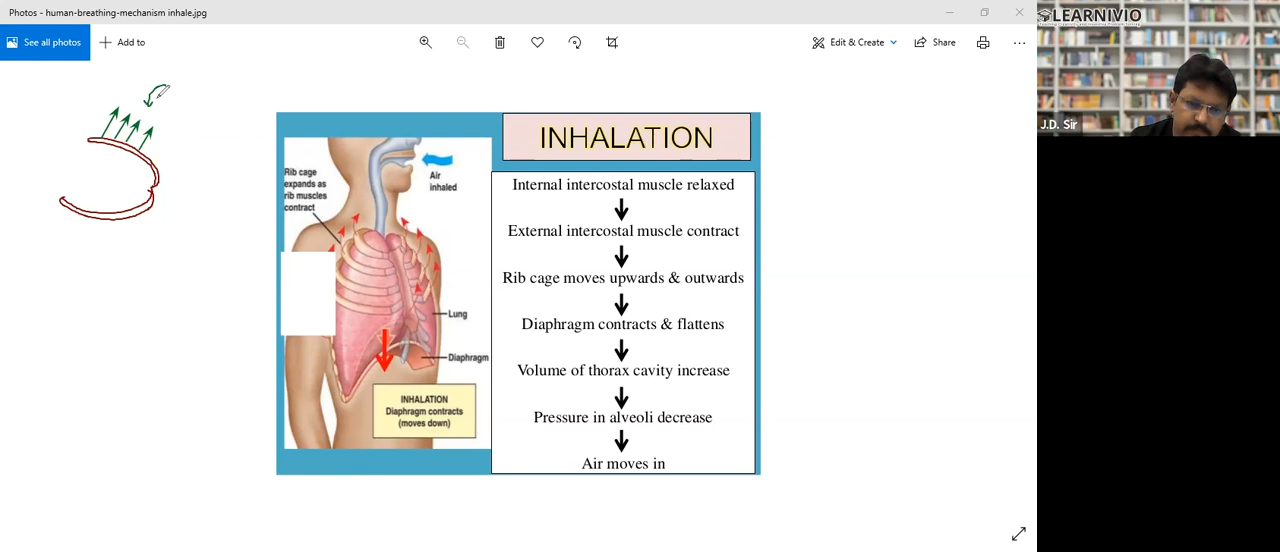 Photos - human-breathing-mechanism inhale.jpg
See all photos
Add to
Edit & Create
Share
LEARNIVIO
J.D. Sir
INHALATION
Rib cage
expands as
rib muscles
contract
Air
inhaled
Lung
Diaphragm
INHALATION
Diaphragm contracts
(moves down)
Internal intercostal muscle relaxed
External intercostal muscle contract
Rib cage moves upwards & outwards
Diaphragm contracts & flattens
Volume of thorax cavity increase
Pressure in alveoli decrease
Air moves in